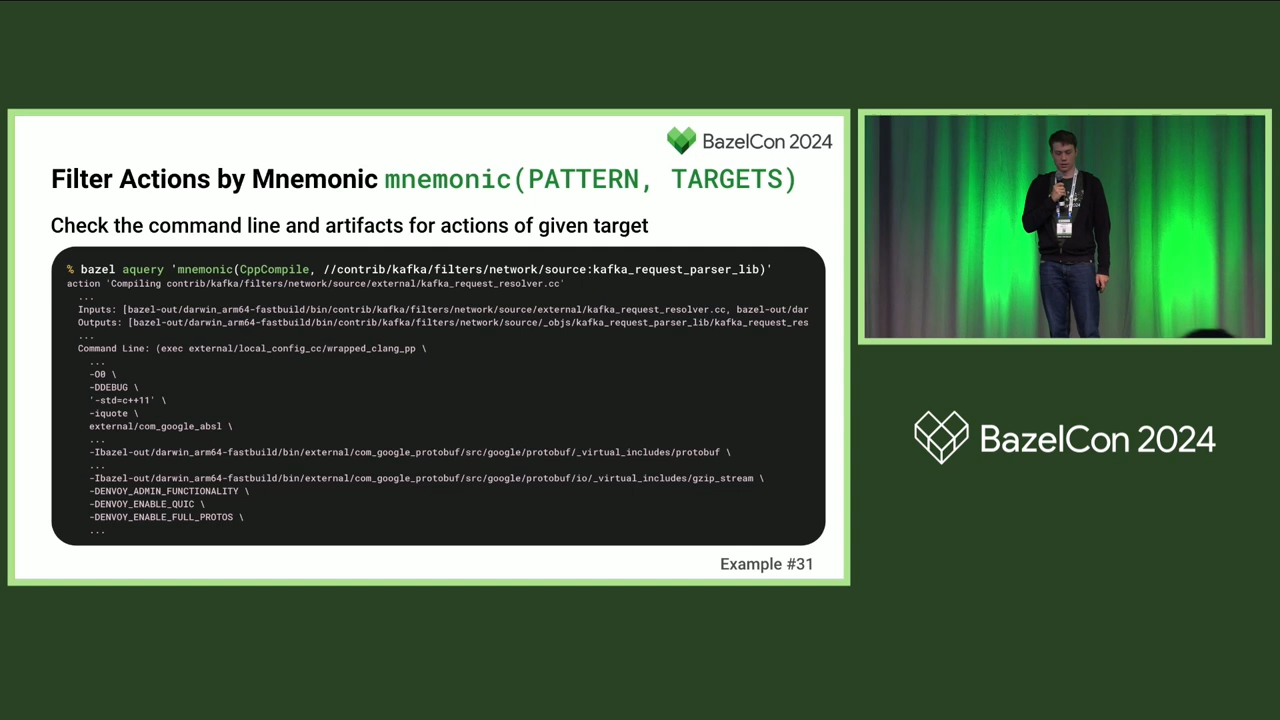 BazelCon 2024
Filter Actions by Mnemonic mnemonic(PATTERN, TARGETS)
Check the command line and artifacts for actions of given target
% bazel aquery 'mnemonic(CppCompile, //contrib/kafka/filters/network/source:kafka_request_parser_lib)'
action 'Compiling contrib/kafka/filters/network/source/external/kafka_request_resolver.cc'
...
Inputs: [bazel-out/darwin_arm64-fastbuild/bin/contrib/kafka/filters/network/source/external/kafka_request_resolver.cc, bazel-out/dar
Outputs: [bazel-out/darwin_arm64-fastbuild/bin/contrib/kafka/filters/network/source/_objs/kafka_request_parser_lib/kafka_request_res
...
Command Line: (exec external/local_config_cc/wrapped_clang_pp \
...
-O0 \
-DDEBUG \
'-std=c++11' \
-iquote \
external/com_google_absl \
...
-Ibazel-out/darwin_arm64-fastbuild/bin/external/com_google_protobuf/src/google/protobuf/_virtual_includes/protobuf \
...
-Ibazel-out/darwin_arm64-fastbuild/bin/external/com_google_protobuf/src/google/protobuf/io/_virtual_includes/gzip_stream \
-DENVOY_ADMIN_FUNCTIONALITY \
-DENVOY_ENABLE_QUIC \
-DENVOY_ENABLE_FULL_PROTOS \
...
Example #31
BazelCon 2024